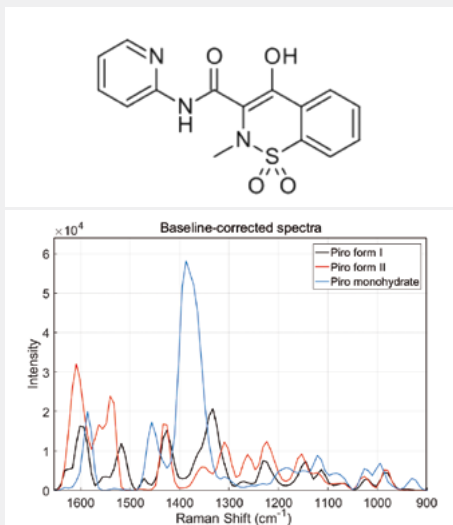 N
O
OH
N
H
N
S
O
O
Baseline-corrected spectra
×10⁴
Piro form I
Piro form II
Piro monohydrate
6
5
4
3
2
1
0
Intensity
1600 1500 1400 1300 1200 1100 1000 900
Raman Shift (cm⁻¹)